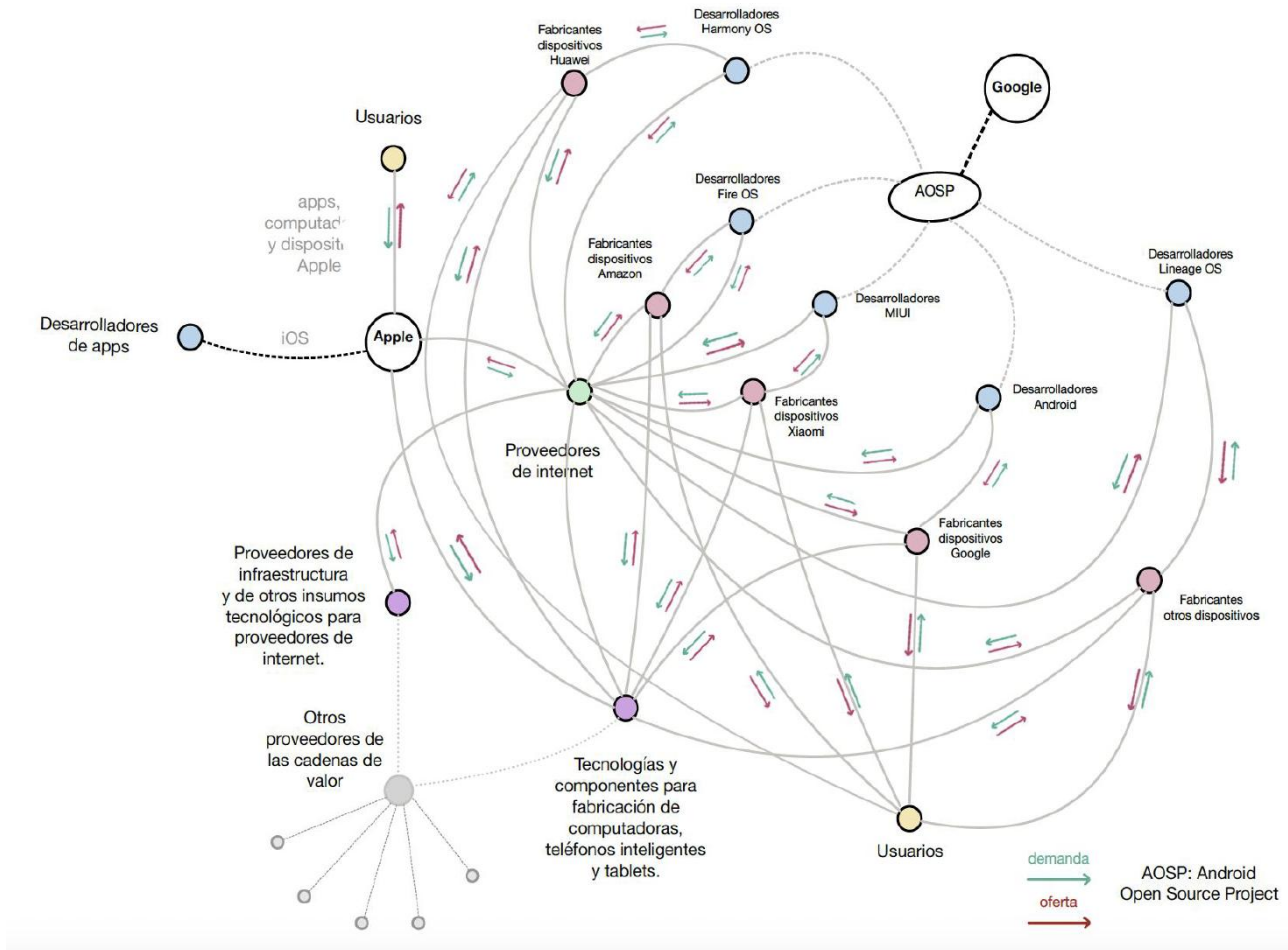 Desarrolladores
Harmony OS
Fabricantes
dispositivos
Huawei
Google
Usuarios
AOSP
Desarrolladores
Fire OS
apps,
y
Apple
Fabricantes
dispositivos
Amazon
Desarrolladores
Lineage OS
Desarrolladores
MIUI
Desarrolladores
de apps
iOS
Apple
Fabricantes
dispositivos
Xiaomi
Desarrolladores
Android
Proveedores
de internet
Fabricantes
dispositivos
Google
Proveedores de
infraestructura
y de otros insumos
tecnológicos para
proveedores de
internet.
Fabricantes
otros dispositivos
Otros
proveedores de
las cadenas de
valor
Tecnologías y
componentes para
fabricación de
computadoras,
teléfonos inteligentes
y tablets.
Usuarios
demanda
oferta
AOSP: Android
Open Source Project